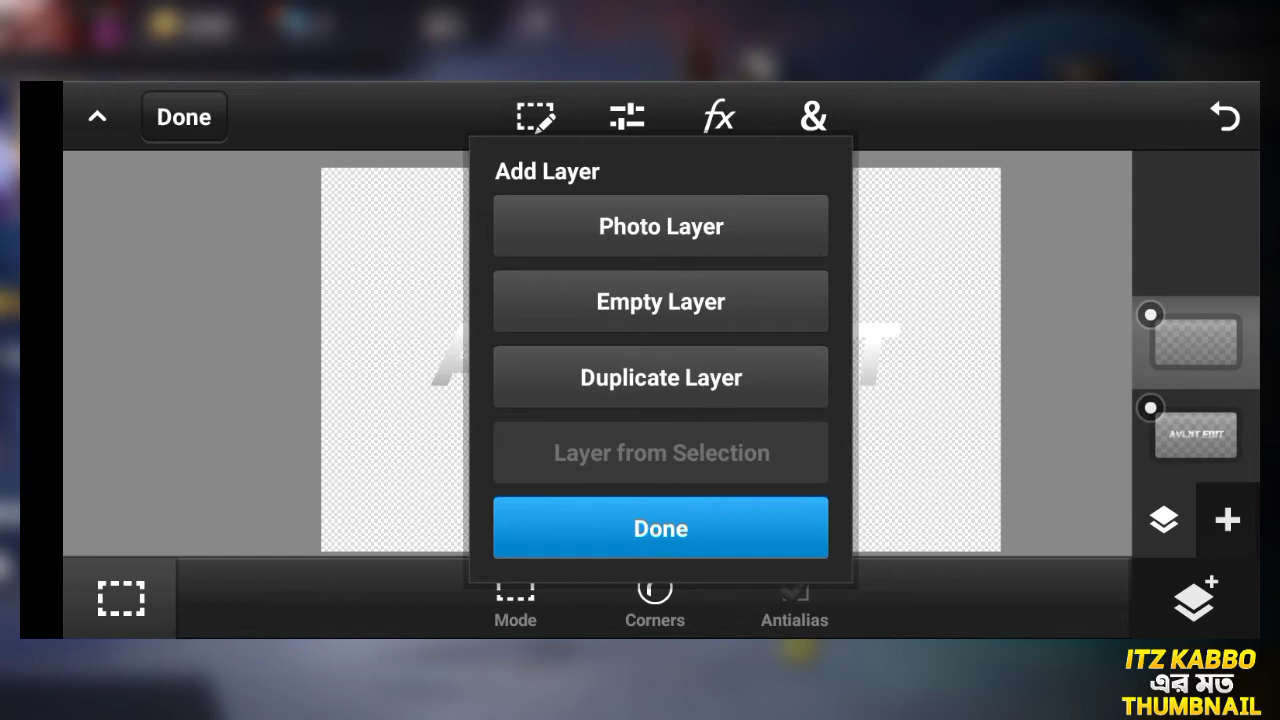 Done
fx
&
Add Layer
Photo Layer
Empty Layer
Duplicate Layer
Layer from Selection
Done
Mode
Corners
Antialias
ITZ KABBO
এর মত
THUMBNAIL